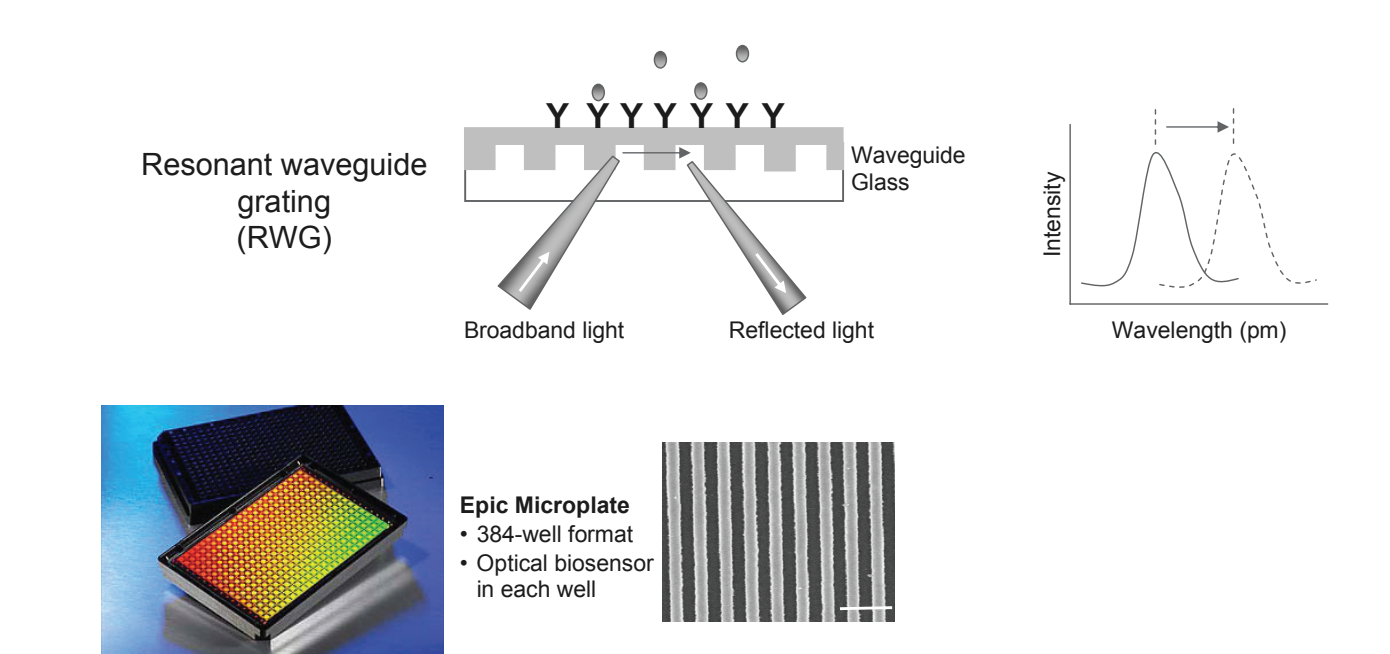 Resonant waveguide
grating
(RWG)
Waveguide
Glass
Broadband light
Reflected light
Intensity
Wavelength (pm)
Epic Microplate
• 384-well format
• Optical biosensor
in each well